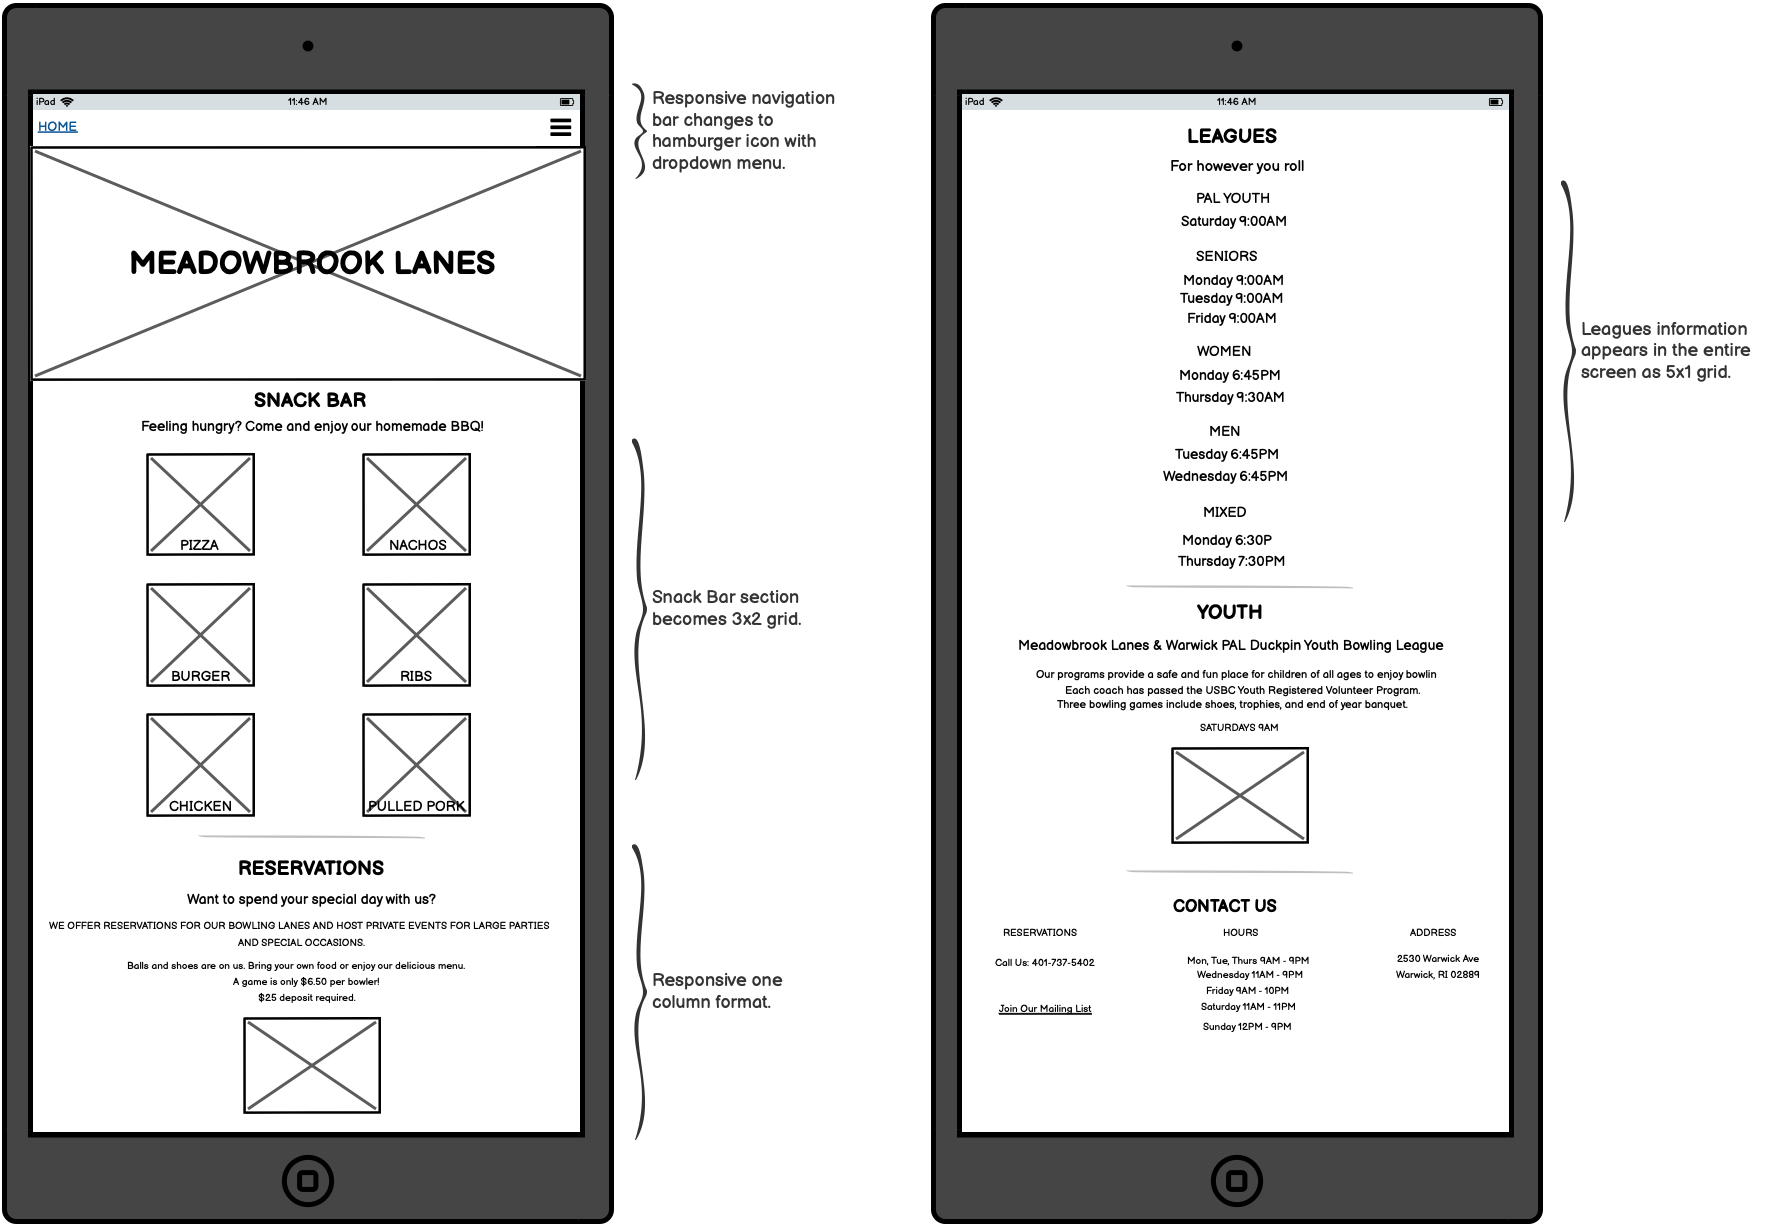 iPad 11:46 AM
HOME
MEADOWBROOK LANES
SNACK BAR
Feeling hungry? Come and enjoy our homemade BBQ!
PIZZA NACHOS
BURGER RIBS
CHICKEN PULLED PORK
RESERVATIONS
Want to spend your special day with us?
WE OFFER RESERVATIONS FOR OUR BOWLING LANES AND HOST PRIVATE EVENTS FOR LARGE PARTIES
AND SPECIAL OCCASIONS.
Balls and shoes are on us. Bring your own food or enjoy our delicious menu.
A game is only $6.50 per bowler!
$25 deposit required.
Responsive navigation
bar changes to
hamburger icon with
dropdown menu.
Snack Bar section
becomes 3x2 grid.
Responsive one
column format.
iPad 11:46 AM
LEAGUES
For however you roll
PAL YOUTH
Saturday 9:00AM
SENIORS
Monday 9:00AM
Tuesday 9:00AM
Friday 9:00AM
WOMEN
Monday 6:45PM
Thursday 9:30AM
MEN
Tuesday 6:45PM
Wednesday 6:45PM
MIXED
Monday 6:30P
Thursday 7:30PM
YOUTH
Meadowbrook Lanes & Warwick PAL Duckpin Youth Bowling League
Our programs provide a safe and fun place for children of all ages to enjoy bowlin
Each coach has passed the USBC Youth Registered Volunteer Program.
Three bowling games include shoes, trophies, and end of year banquet.
SATURDAYS 9AM
CONTACT US
RESERVATIONS
Call Us: 401-737-5402
Join Our Mailing List
HOURS
Mon, Tue, Thurs 9AM - 9PM
Wednesday 11AM - 9PM
Friday 9AM - 10PM
Saturday 11AM - 11PM
Sunday 12PM - 9PM
ADDRESS
2530 Warwick Ave
Warwick, RI 02889
Leagues information
appears in the entire
screen as 5x1 grid.